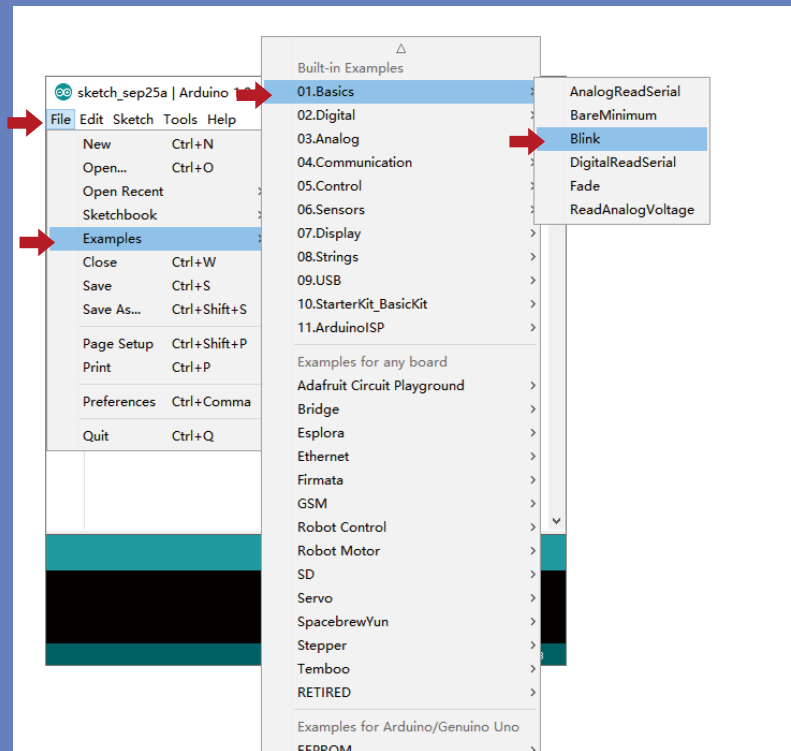 sketch_sep25a | Arduino
File Edit Sketch Tools Help
New Ctrl+N
Open... Ctrl+O
Open Recent
Sketchbook
Examples
Close Ctrl+W
Save Ctrl+S
Save As... Ctrl+Shift+S
Page Setup Ctrl+Shift+P
Print Ctrl+P
Preferences Ctrl+Comma
Quit Ctrl+Q
Built-in Examples
01.Basics
02.Digital
03.Analog
04.Communication
05.Control
06.Sensors
07.Display
08.Strings
09.USB
10.StarterKit_BasicKit
11.ArduinoISP
Examples for any board
Adafruit Circuit Playground
Bridge
Esplora
Ethernet
Firmata
GSM
Robot Control
Robot Motor
SD
Servo
SpacebrewYun
Stepper
Temboo
RETIRED
Examples for Arduino/Genuino Uno
EEPROM
AnalogReadSerial
BareMinimum
Blink
DigitalReadSerial
Fade
ReadAnalogVoltage